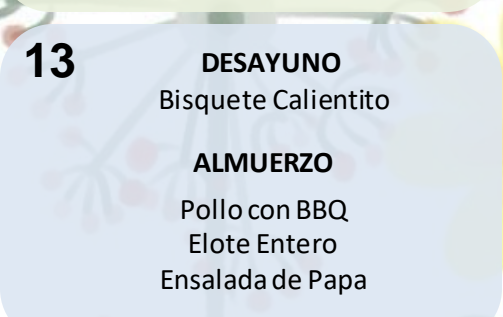 13
DESAYUNO
Bisquete Calientito
ALMUERZO
Pollo con BBQ
Elote Entero
Ensalada de Papa